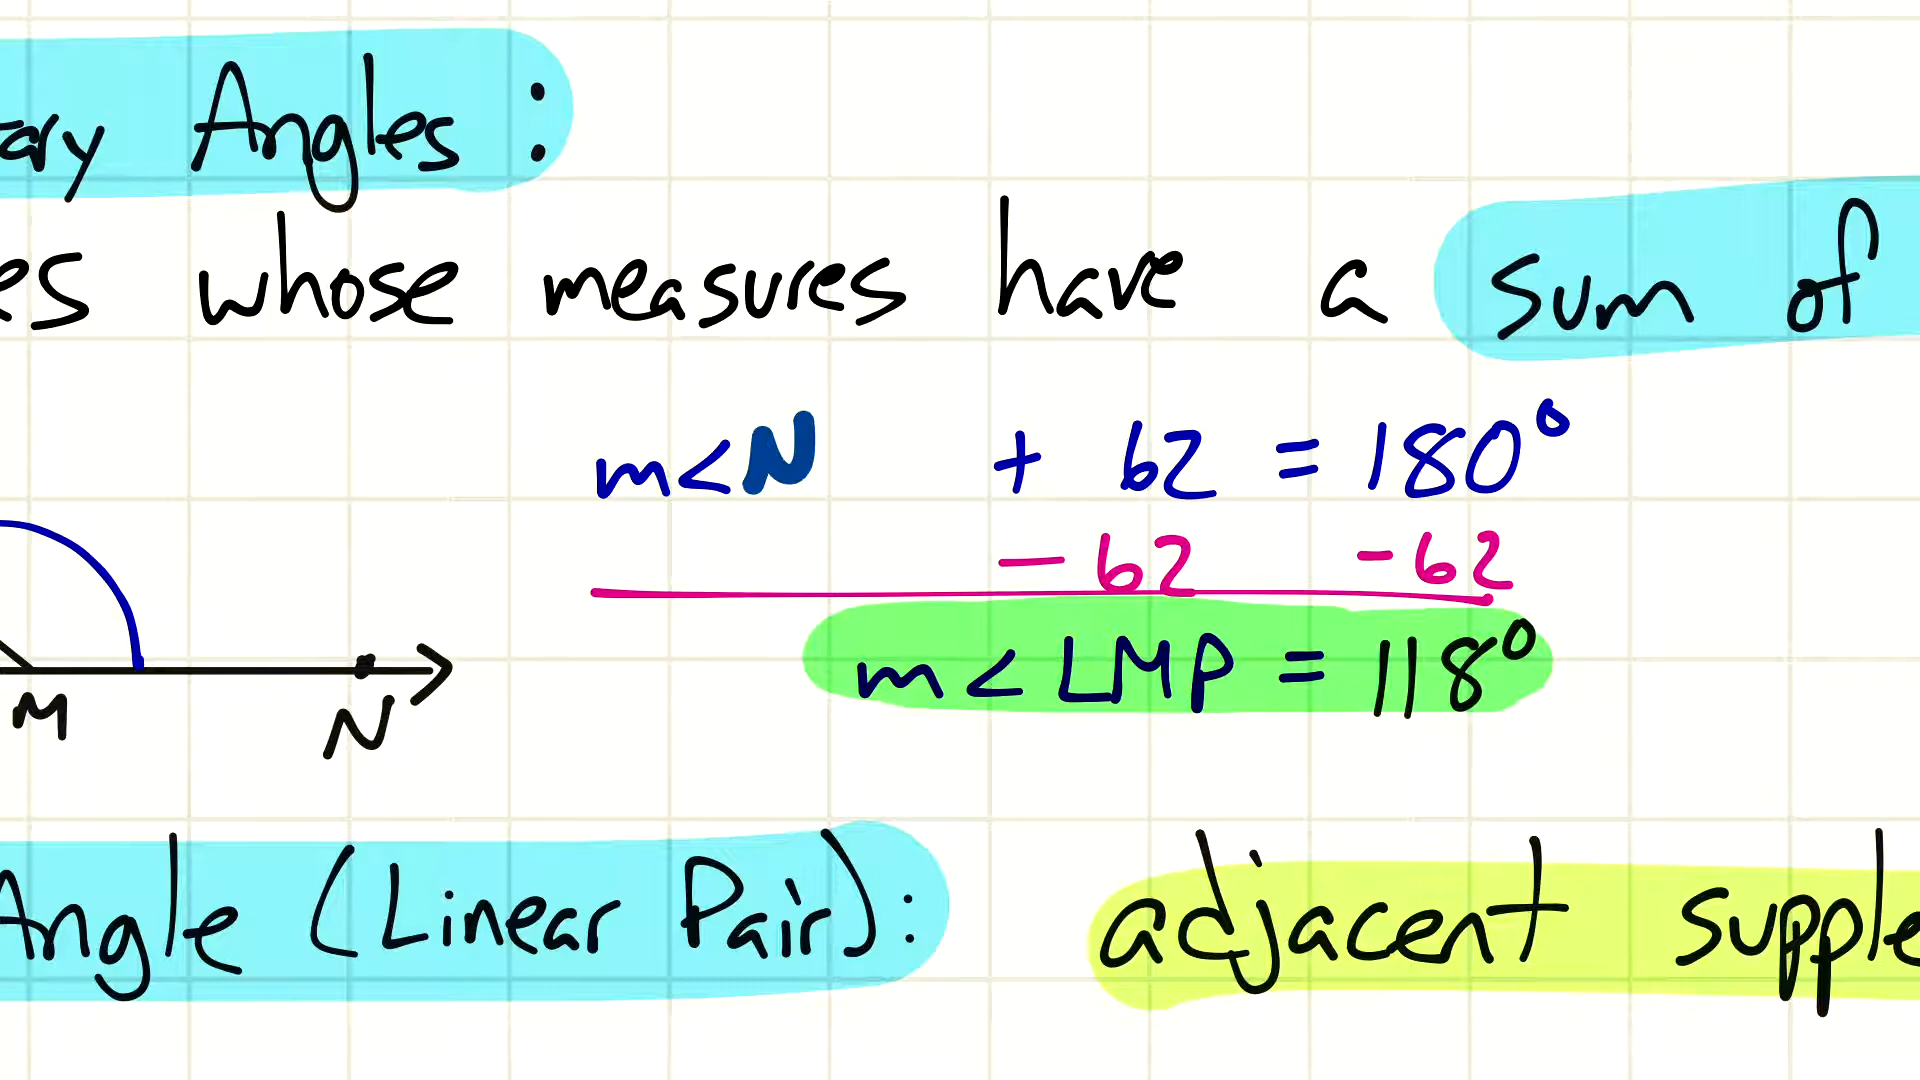 ary Angles:
es whose measures have a sum of
m<N + 62 = 180°
- 62 - 62
m<LMP = 118°
M N
Angle (Linear Pair): adjacent supple